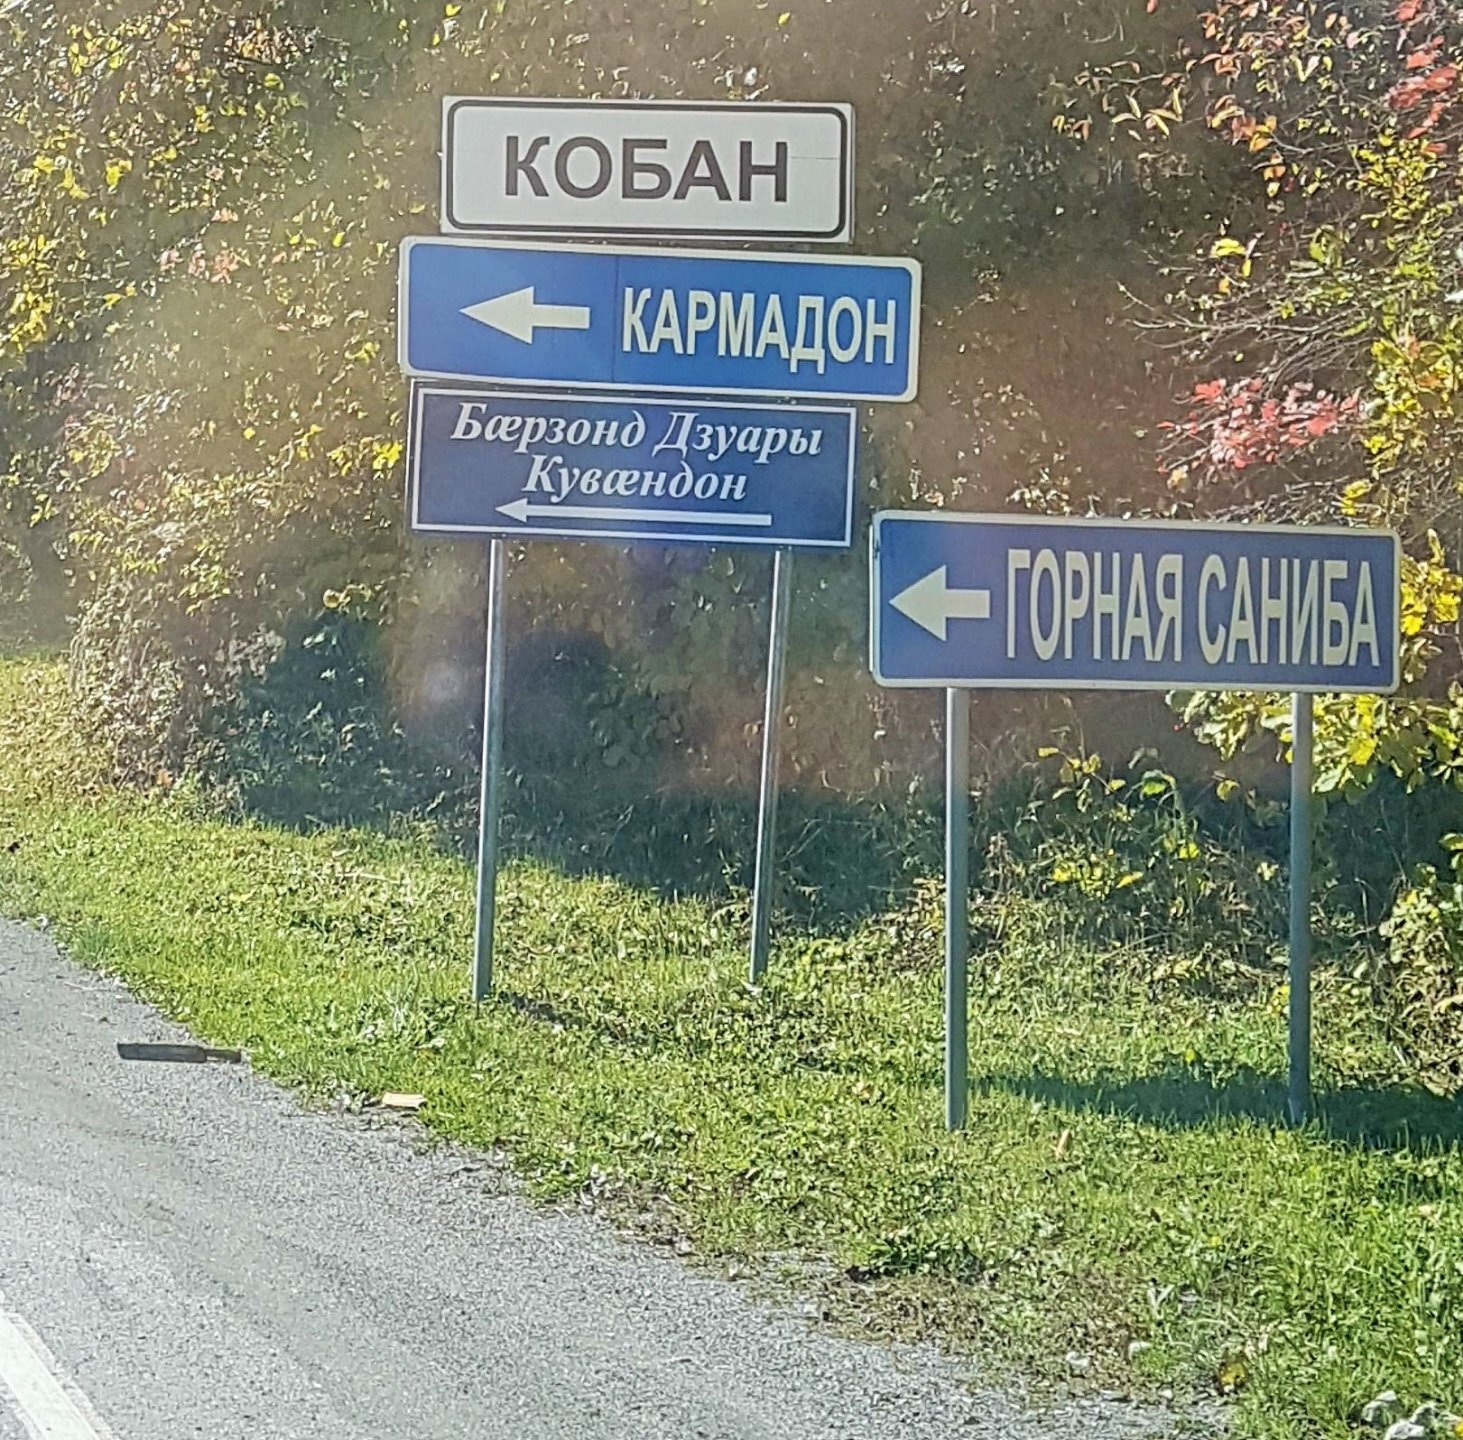 КОБАН
КАРМАДОН
Бæрзонд Дзуары
Кувæндон
ГОРНАЯ САНИБА